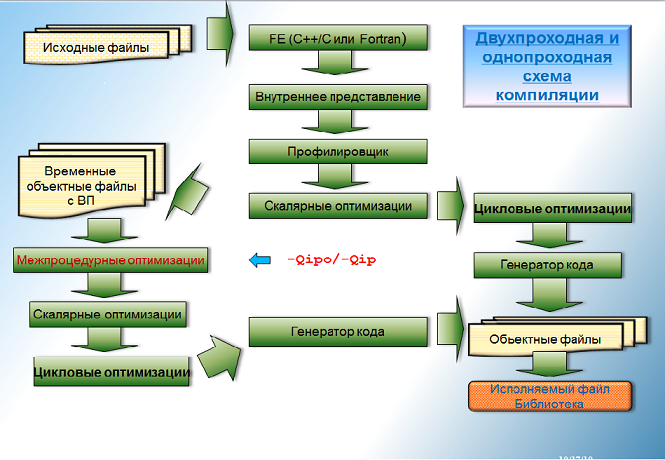 Исходные файлы
FE (C++/C или Fortran)
Двухпроходная и
однопроходная
схема
компиляции
Внутреннее представление
Профилировщик
Временные
объектные файлы
с ВП
Скалярные оптимизации
Цикловые оптимизации
Межпроцедурные оптимизации
-Qipo/-Qip
Генератор кода
Скалярные оптимизации
Генератор кода
Обьектные файлы
Цикловые оптимизации
Исполняемый файл
Библиотека